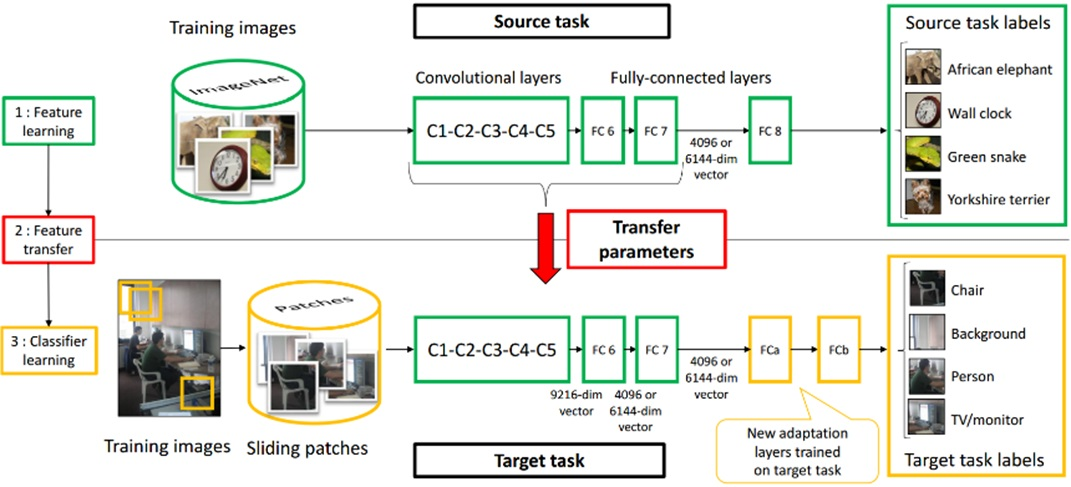 Source task
Training images
Source task labels
ImageNet
Convolutional layers
Fully-connected layers
1 : Feature
learning
C1-C2-C3-C4-C5
FC 6
FC 7
4096 or
6144-dim
vector
FC 8
African elephant
Wall clock
Green snake
Yorkshire terrier
2 : Feature
transfer
Transfer
parameters
3 : Classifier
learning
Training images
Patches
Sliding patches
C1-C2-C3-C4-C5
9216-dim
vector
FC 6
4096 or
6144-dim
vector
FC 7
4096 or
6144-dim
vector
FCa
FCb
New adaptation
layers trained
on target task
Chair
Background
Person
TV/monitor
Target task labels
Target task